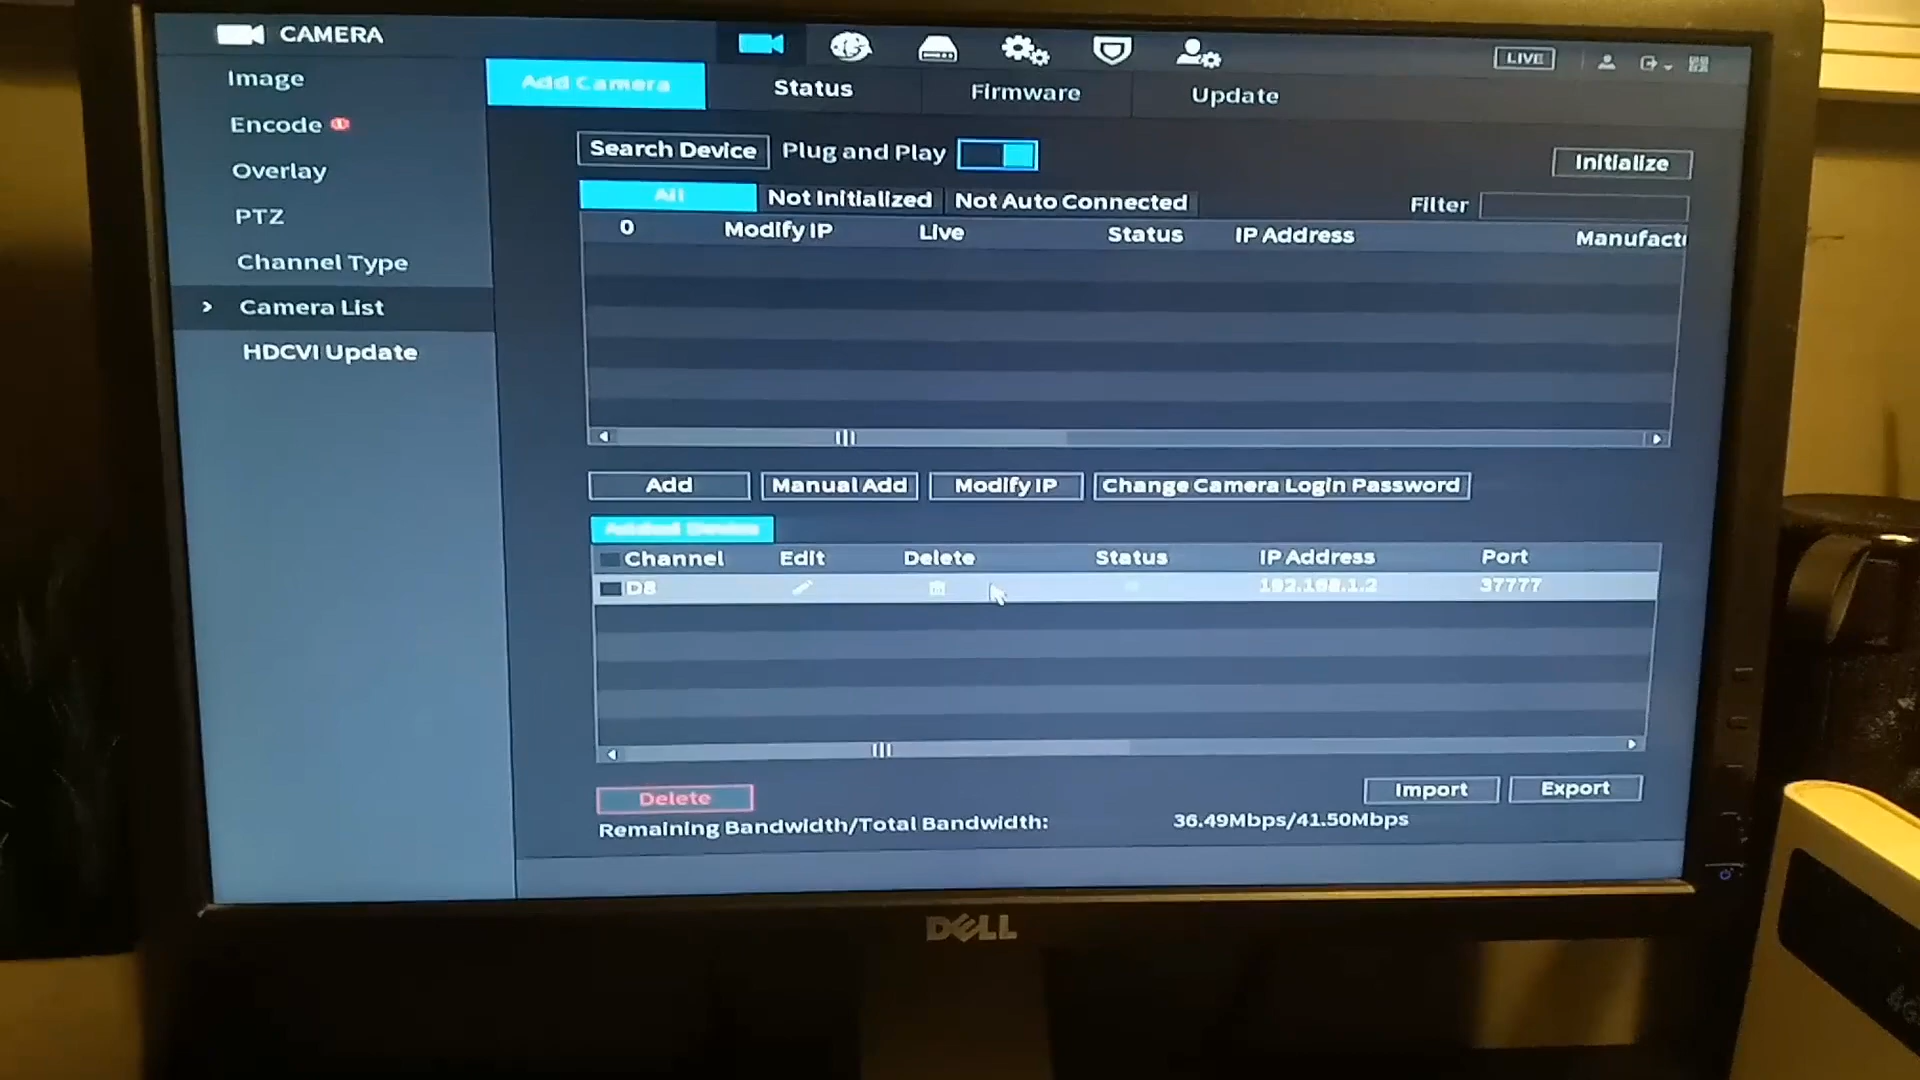 CAMERA
LIVE
Image
Encode
Overlay
PTZ
Channel Type
> Camera List
HDCVI Update
Add Camera Status Firmware Update
Search Device Plug and Play Initialize
All Not Initialized Not Auto Connected Filter
0 Modify IP Live Status IP Address Manufact
Add Manual Add Modify IP Change Camera Login Password
Added Device
Channel Edit Delete Status IP Address Port
D8 192.168.1.2 37777
Delete Import Export
Remaining Bandwidth/Total Bandwidth: 36.49Mbps/41.50Mbps
DELL